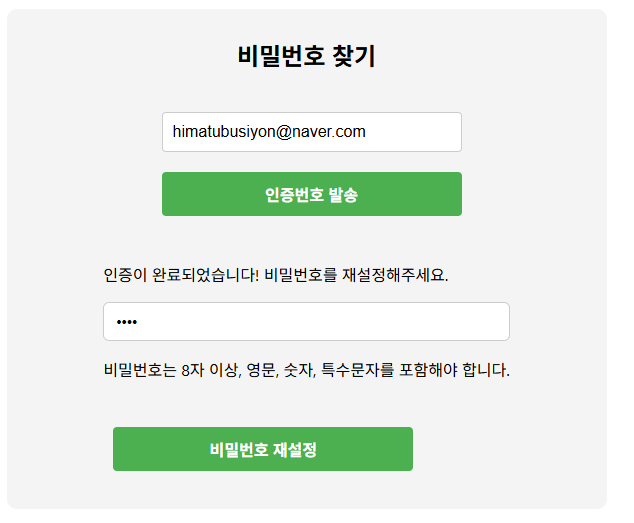 비밀번호 찾기
himatubusiyon@naver.com
인증번호 발송
인증이 완료되었습니다! 비밀번호를 재설정해주세요.
••••
비밀번호는 8자 이상, 영문, 숫자, 특수문자를 포함해야 합니다.
비밀번호 재설정